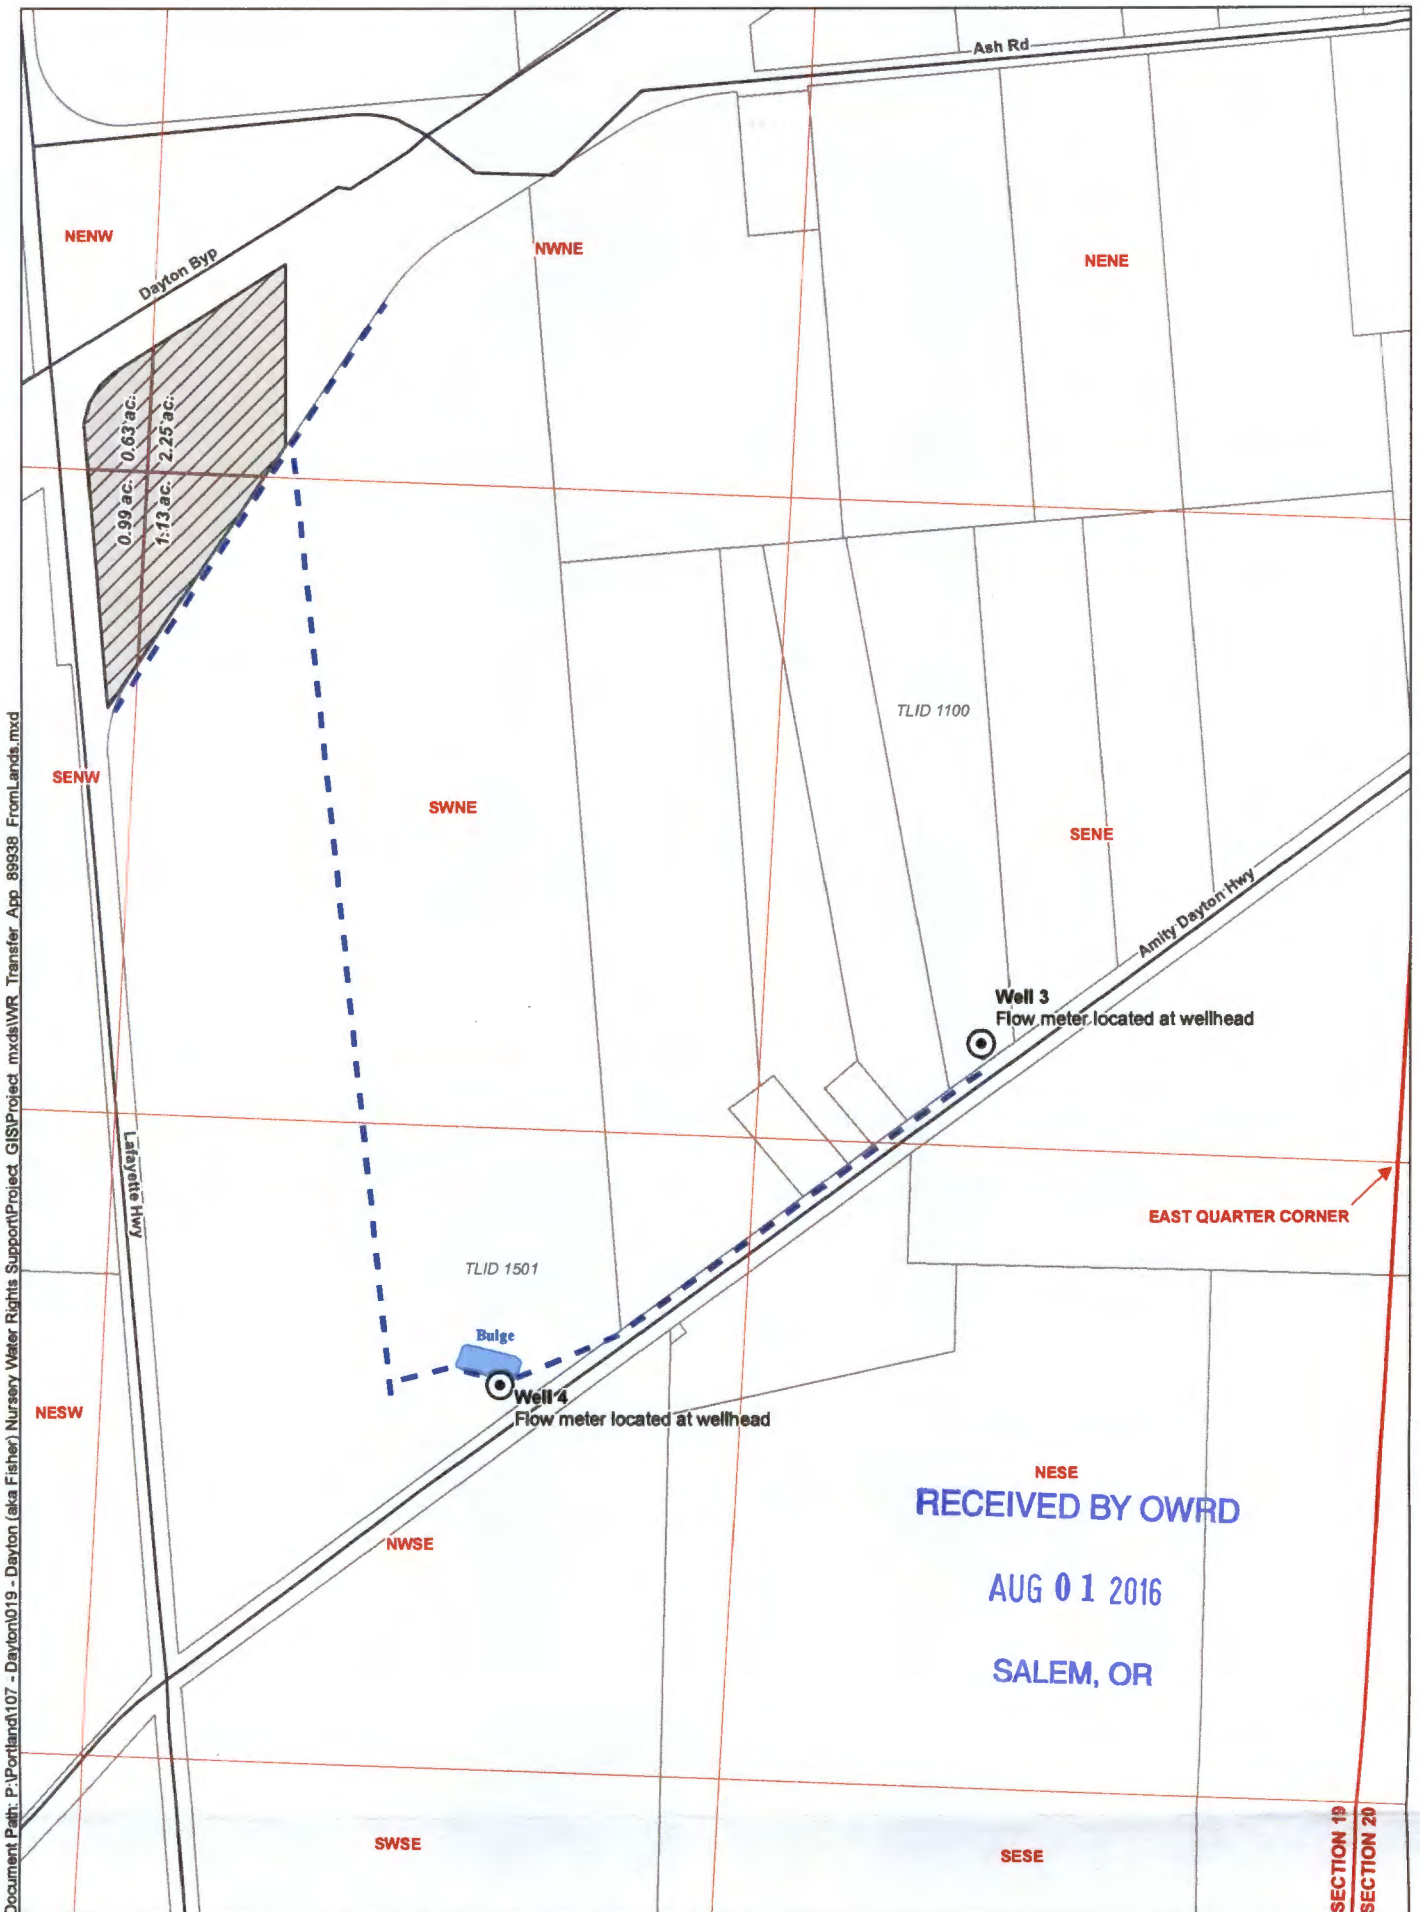 Ash Rd
NENW
NWNE
NENE
Dayton Byp
0.63 ac.
2.25 ac.
0.99 ac.
1.13 ac.
TLID 1100
SENW
SWNE
SENE
Amity Dayton Hwy
Well 3
Flow meter located at wellhead
Lafayette Hwy
EAST QUARTER CORNER
TLID 1501
Bulge
Well 4
Flow meter located at wellhead
NESW
NESE
RECEIVED BY OWRD
NWSE
AUG 01 2016
SALEM, OR
SWSE
SESE
SECTION 19
SECTION 20
Document Path: P:\Portland\107 - Dayton\019 - Dayton (aka Fisher) Nursery Water Rights Support\Project_GIS\Project_mxds\WR_Transfer_App_89938_FromLands.mxd